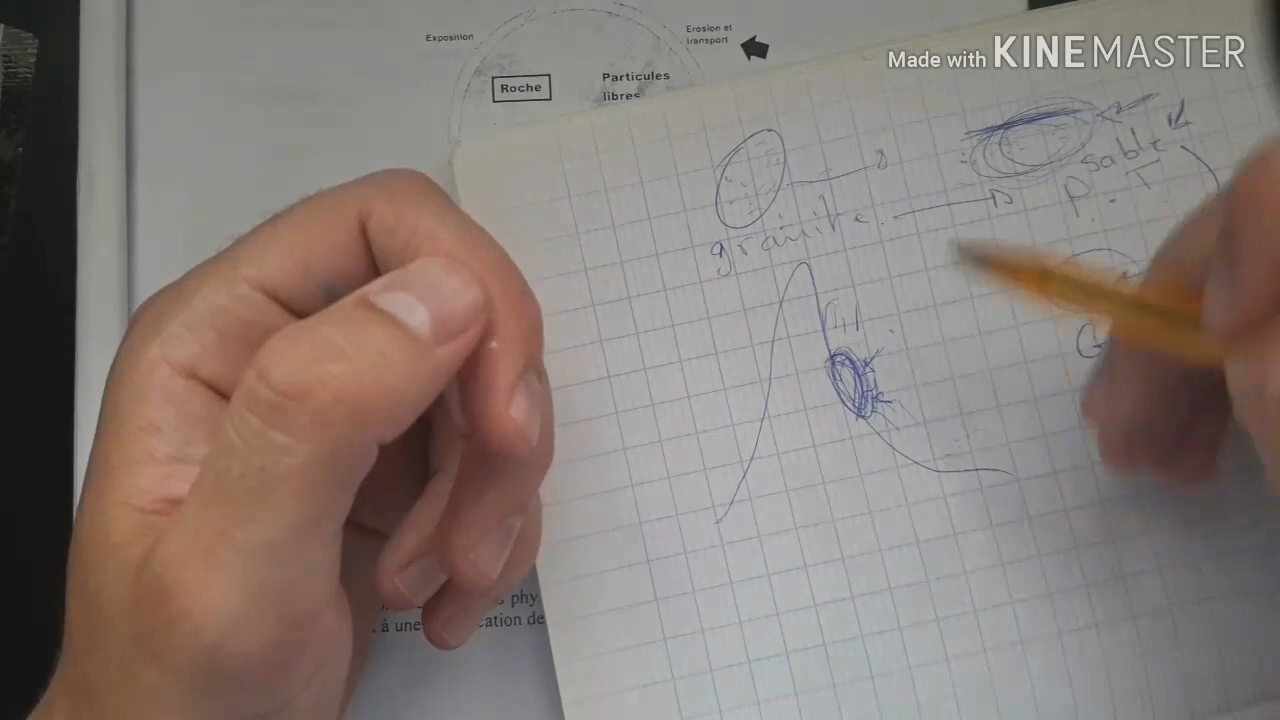 Made with KINEMASTER
Exposition
Erosion et
transport
Roche
Particules
libres
sable
granite.
P. T
G
phy
à une
cation de